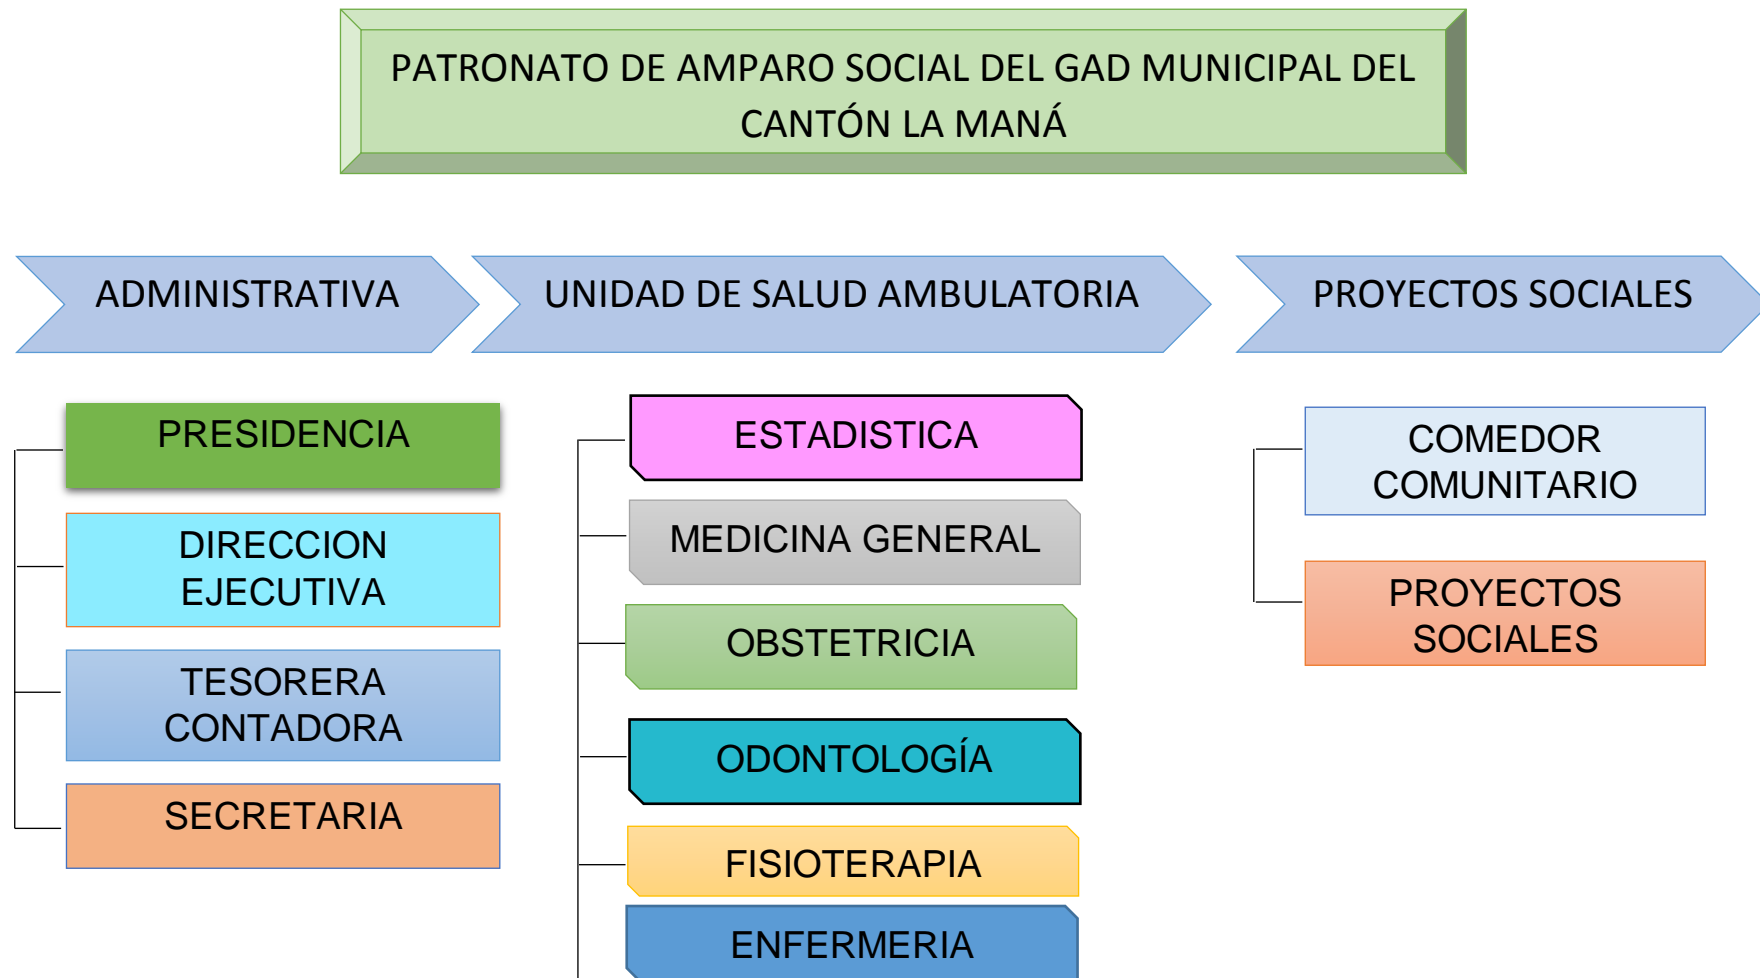 PATRONATO DE AMPARO SOCIAL DEL GAD MUNICIPAL DEL
CANTÓN LA MANÁ
ADMINISTRATIVA
UNIDAD DE SALUD AMBULATORIA
PROYECTOS SOCIALES
PRESIDENCIA
DIRECCION
EJECUTIVA
TESORERA
CONTADORA
SECRETARIA
ESTADISTICA
MEDICINA GENERAL
OBSTETRICIA
ODONTOLOGÍA
FISIOTERAPIA
ENFERMERIA
COMEDOR
COMUNITARIO
PROYECTOS
SOCIALES